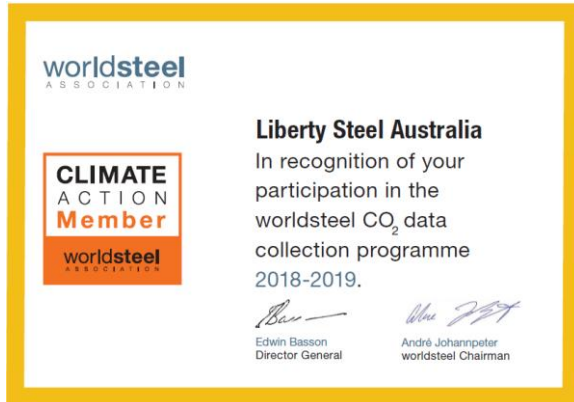 worldsteel
ASSOCIATION
CLIMATE
ACTION
Member
worldsteel
ASSOCIATION
Liberty Steel Australia
In recognition of your
participation in the
worldsteel CO₂ data
collection programme
2018-2019.
Edwin Basson
Director General
André Johannpeter
worldsteel Chairman